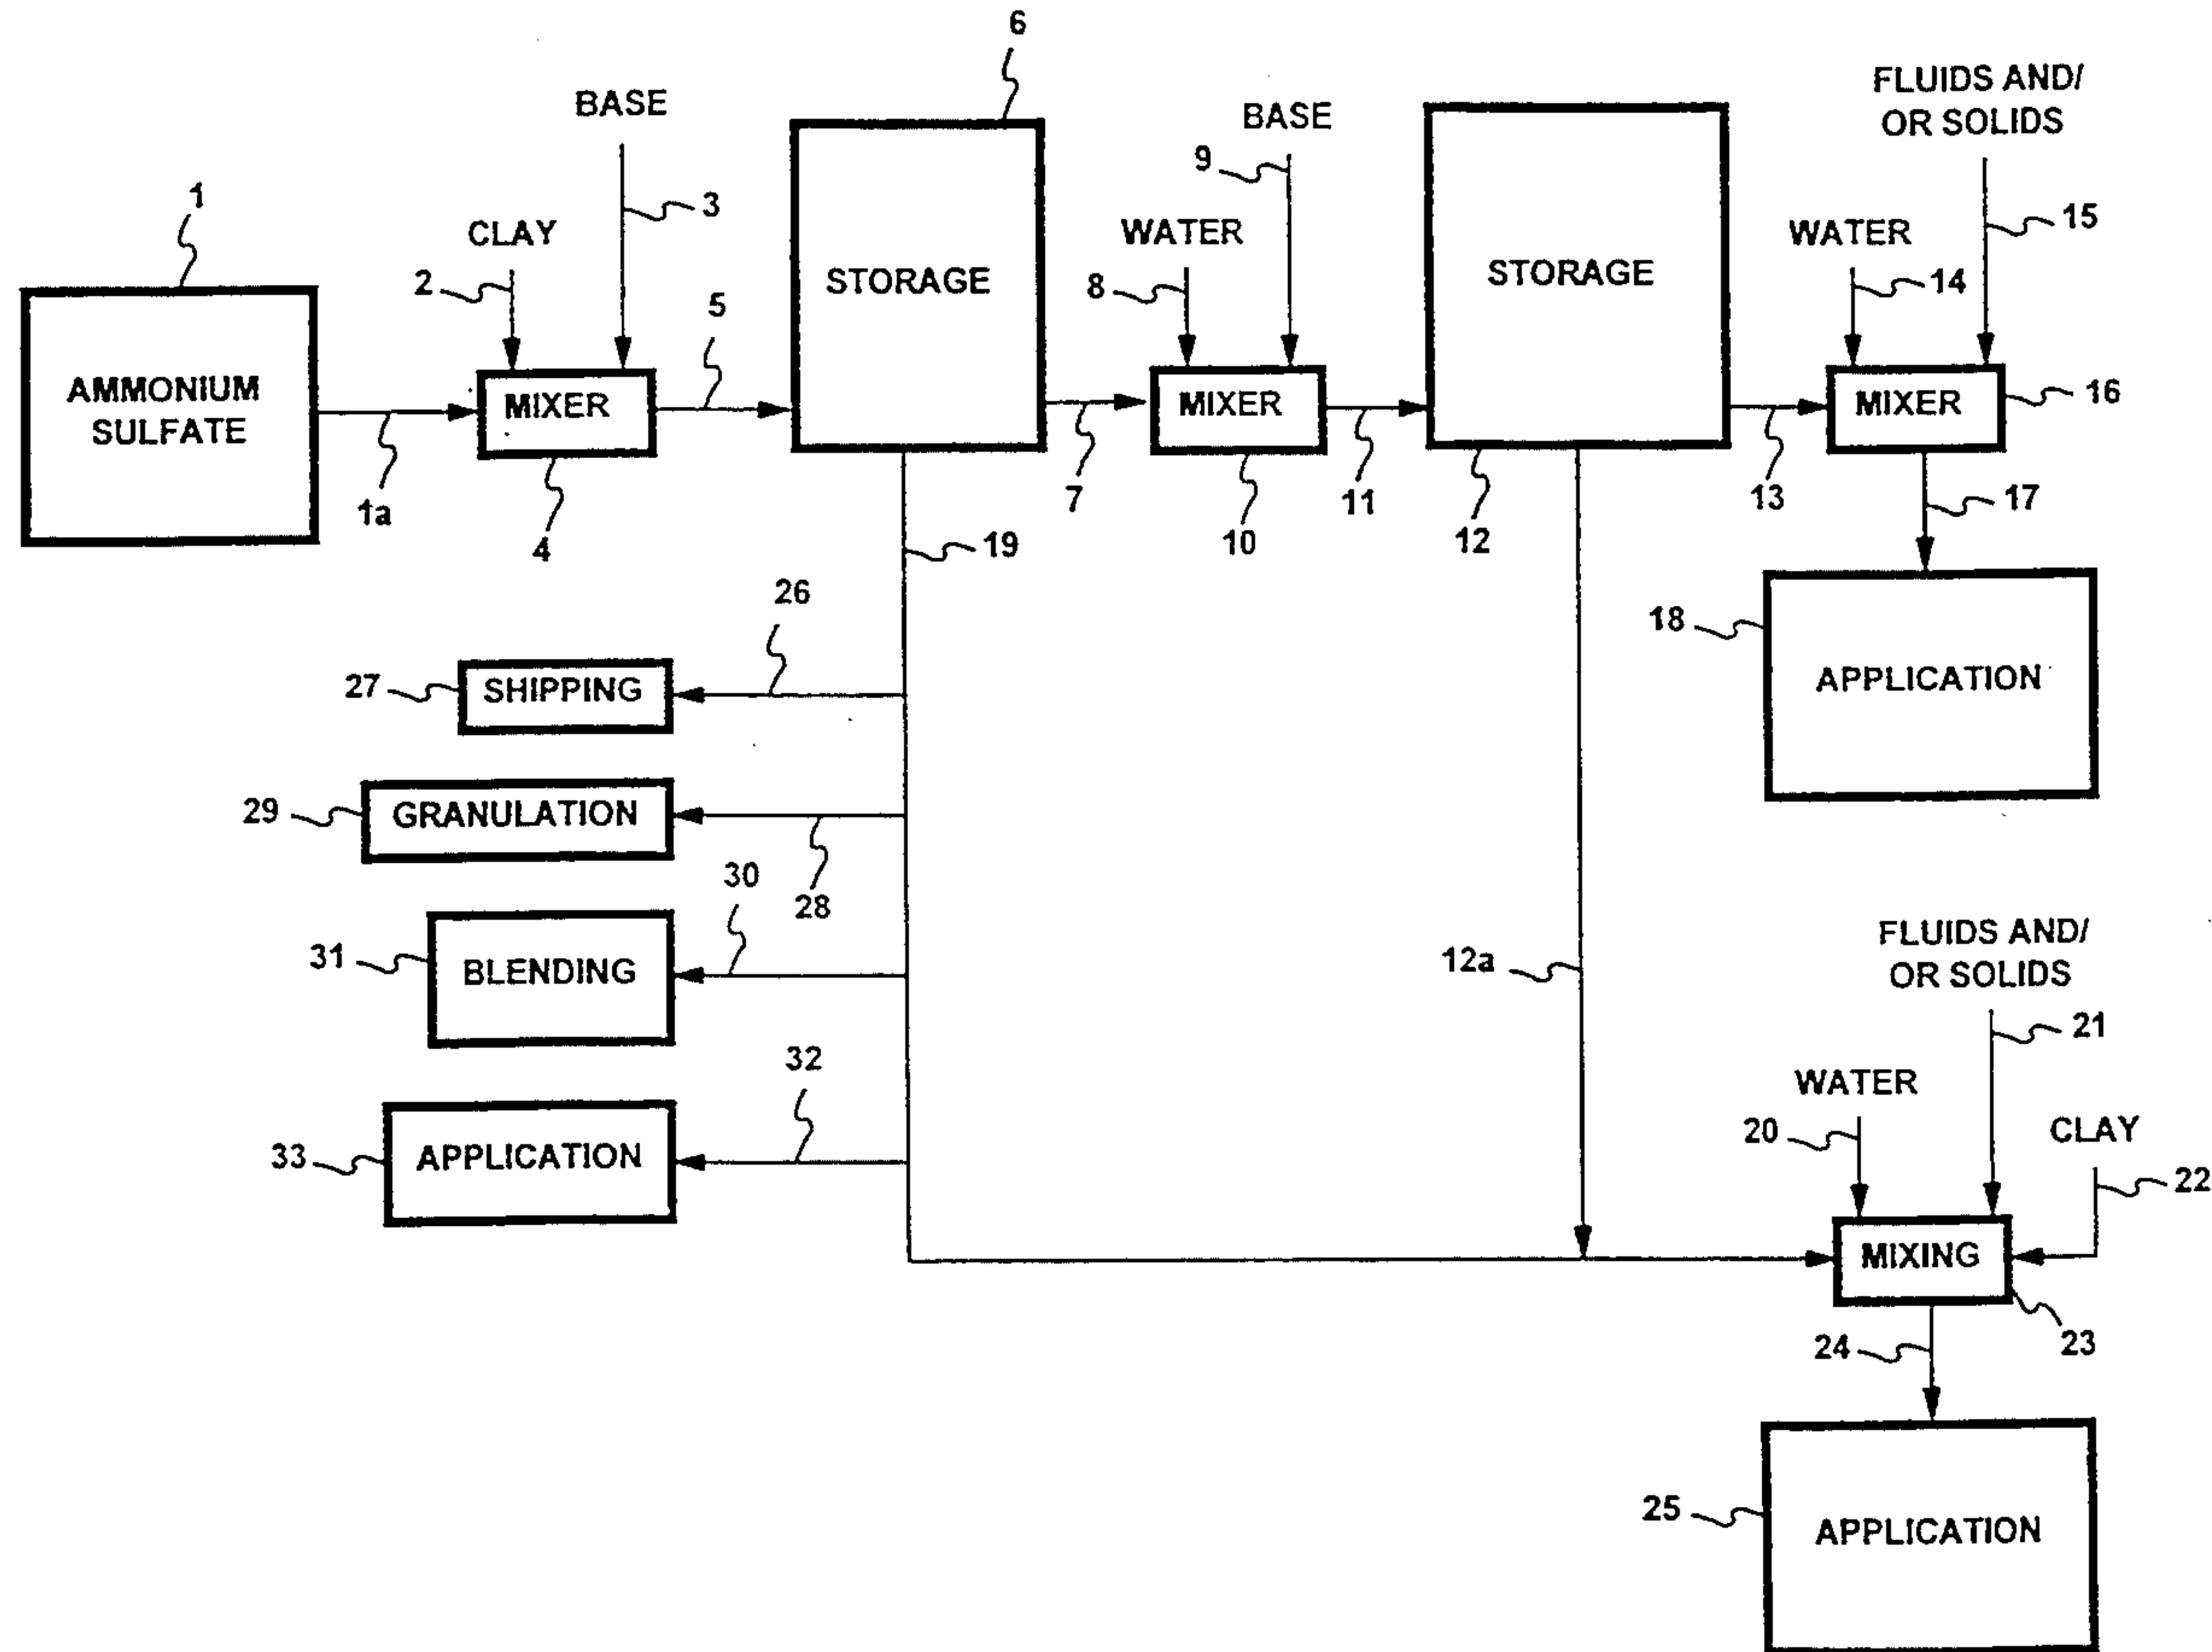 6
BASE
BASE
FLUIDS AND/
OR SOLIDS
1
3
9
15
CLAY
WATER
WATER
2
5
8
14
STORAGE
STORAGE
AMMONIUM
SULFATE
MIXER
MIXER
MIXER
16
1a
4
7
10
11
12
13
17
19
18
APPLICATION
26
27
SHIPPING
29
GRANULATION
28
30
31
BLENDING
12a
FLUIDS AND/
OR SOLIDS
21
32
33
APPLICATION
WATER
20
CLAY
22
MIXING
23
24
25
APPLICATION